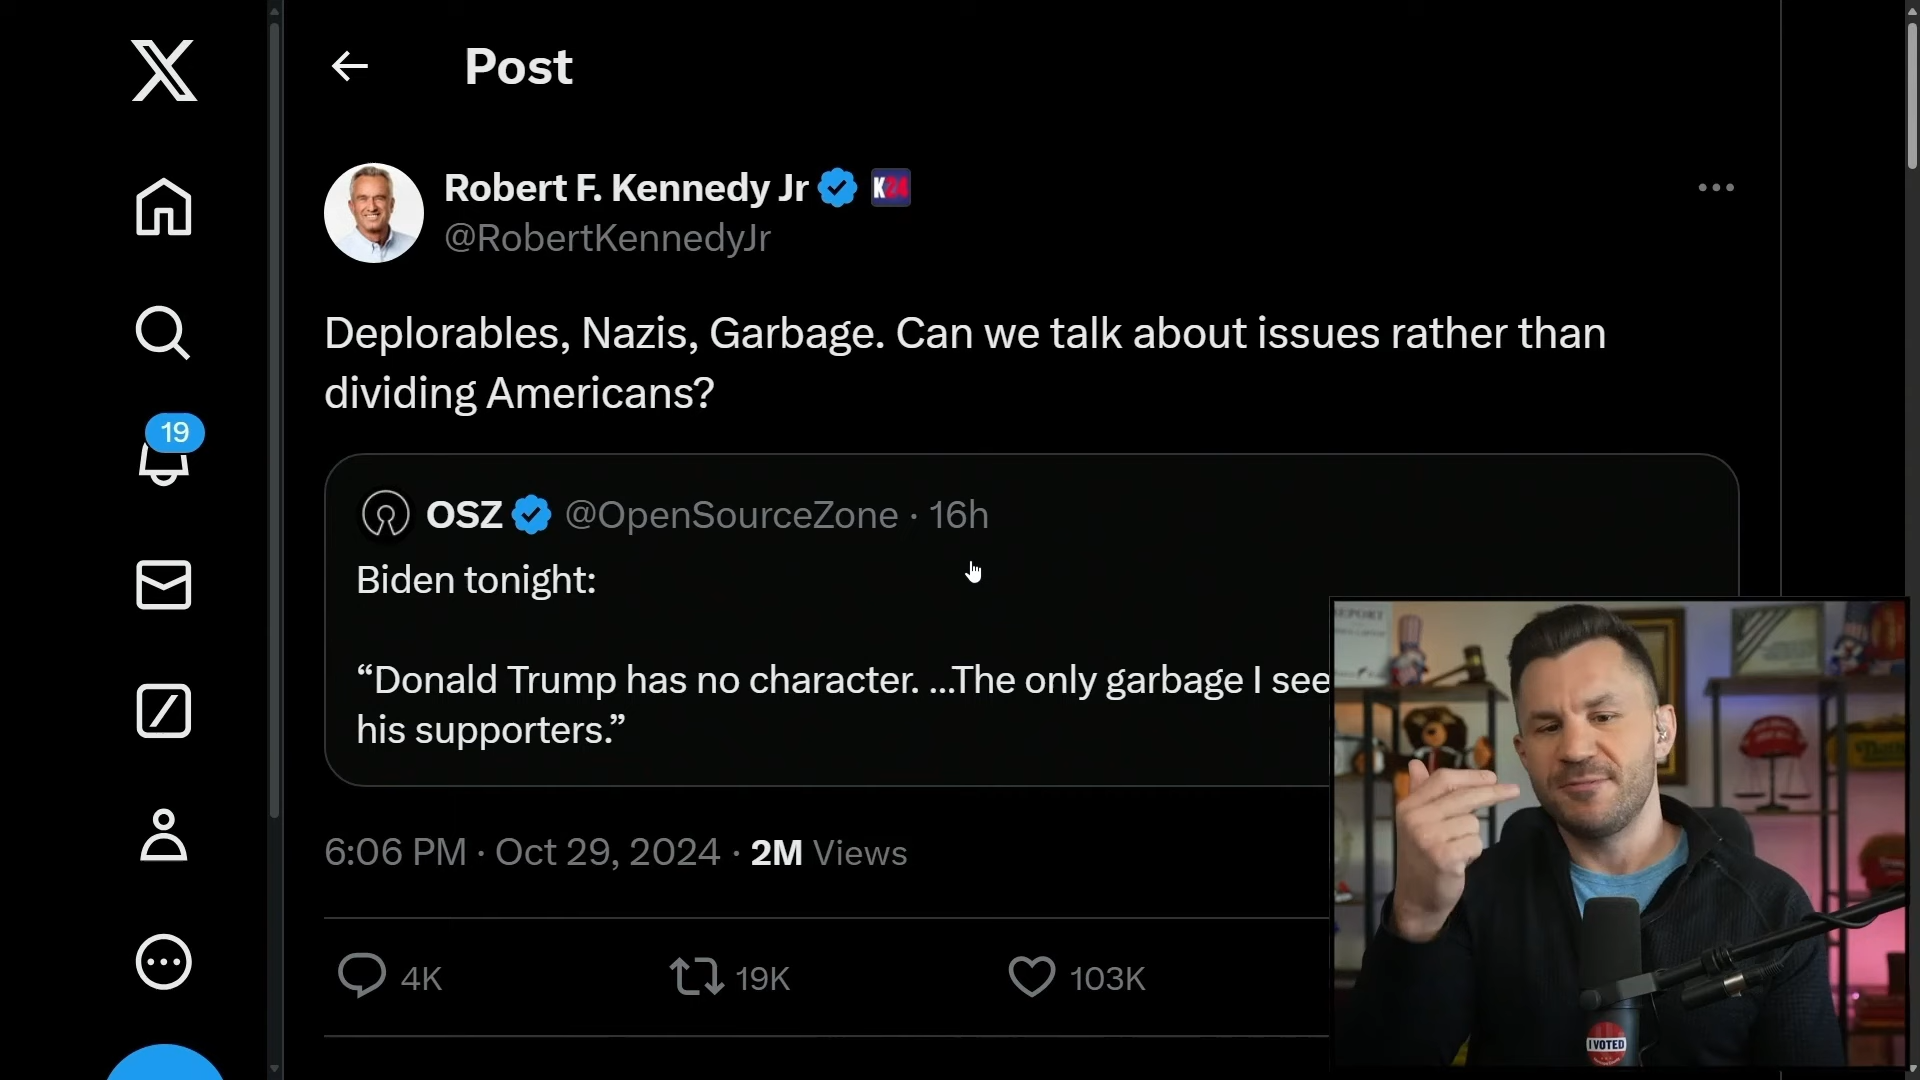 Post
Robert F. Kennedy Jr K24
@RobertKennedyJr
Deplorables, Nazis, Garbage. Can we talk about issues rather than
dividing Americans?
19
OSZ @OpenSourceZone · 16h
Biden tonight:
“Donald Trump has no character. ...The only garbage I see
his supporters.”
6:06 PM · Oct 29, 2024 · 2M Views
4K 19K 103K
EPORT
I VOTED